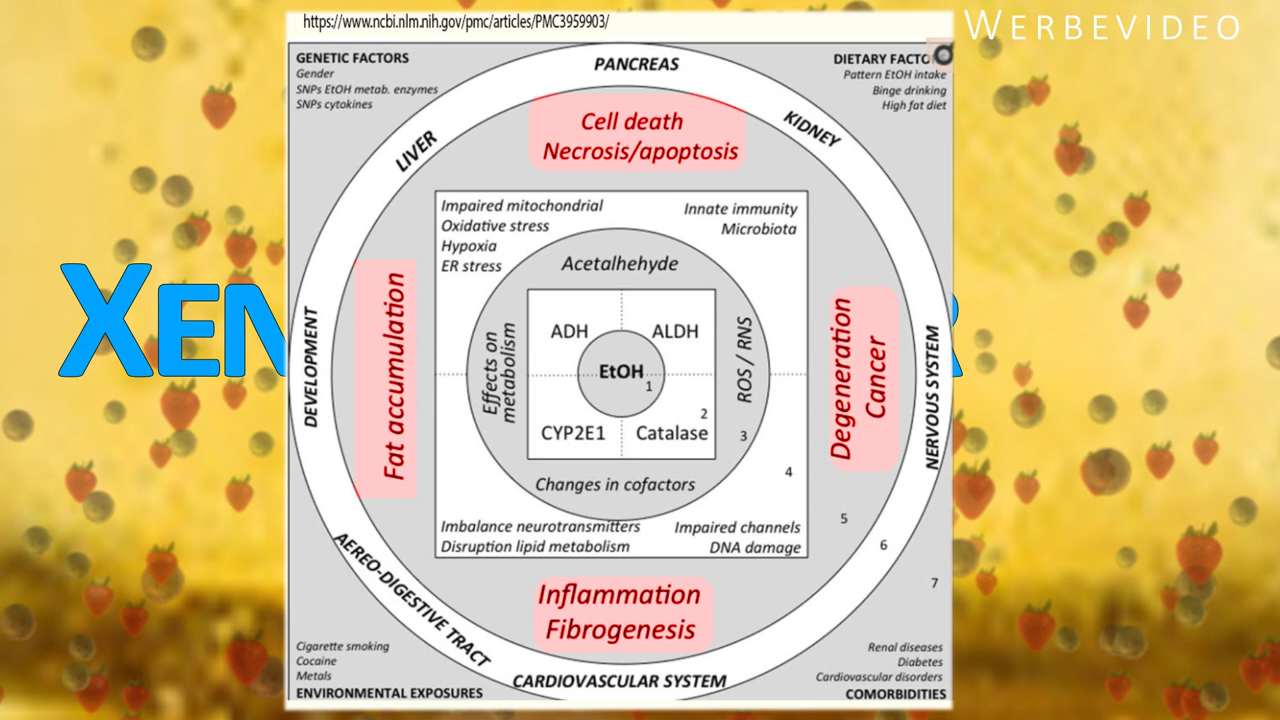 https://www.ncbi.nlm.nih.gov/pmc/articles/PMC3959903/
WERBEVIDEO
GENETIC FACTORS
Gender
SNPs EtOH metab. enzymes
SNPs cytokines
PANCREAS
DIETARY FACTO
Pattern EtOH intake
Binge drinking
High fat diet
LIVER
KIDNEY
Cell death
Necrosis/apoptosis
Impaired mitochondrial
Oxidative stress
Hypoxia
ER stress
Innate immunity
Microbiota
Acetalhehyde
XEN
DEVELOPMENT
Fat accumulation
Effects on
metabolism
ADH
ALDH
EtOH
1
2
CYP2E1
Catalase
ROS / RNS
3
4
Degeneration
Cancer
5
NERVOUS SYSTEM
6
7
Changes in cofactors
Imbalance neurotransmitters
Disruption lipid metabolism
Impaired channels
DNA damage
AEREO-DIGESTIVE TRACT
Inflammation
Fibrogenesis
CARDIOVASCULAR SYSTEM
Cigarette smoking
Cocaine
Metals
ENVIRONMENTAL EXPOSURES
Renal diseases
Diabetes
Cardiovascular disorders
COMORBIDITIES